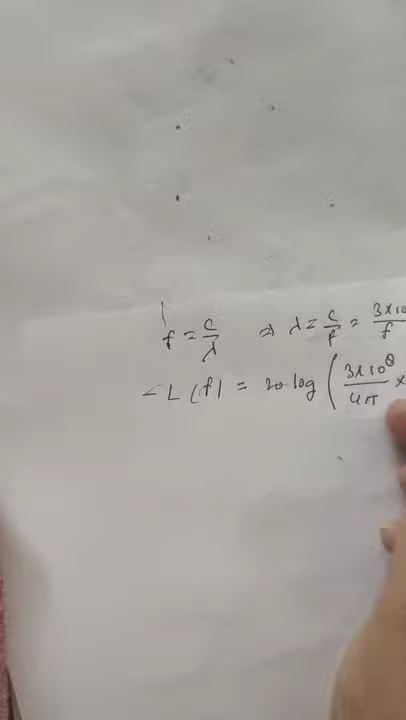 f = c/λ ⇒ λ = c/f = 3×10/f
- L (f) = 20 log ( 3×10⁸/4π ×